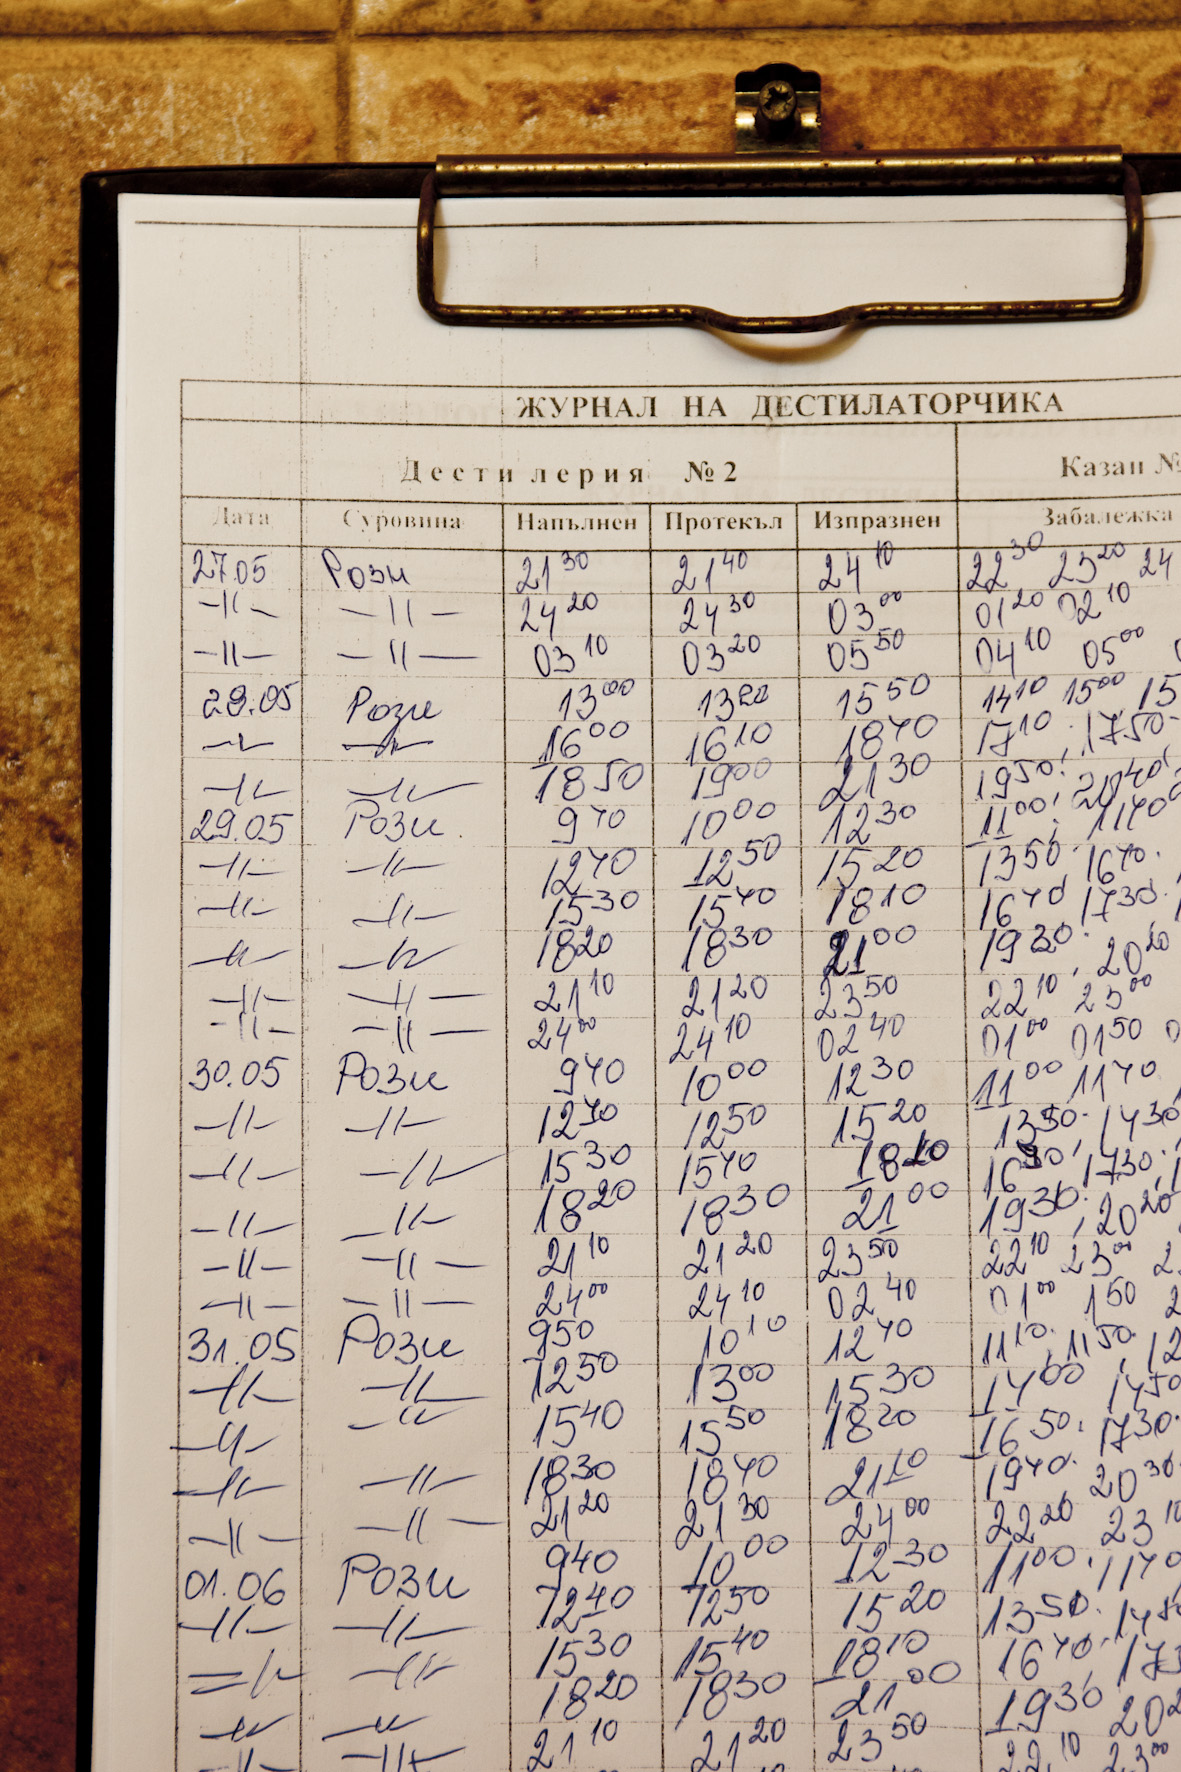 ЖУРНАЛ НА ДЕСТИЛАТОРЧИКА
Дестилерия №2 Казан №
Дата Суровина Напълнен Протекъл Изпразнен Забалежка
27.05 Рози 21 30 21 40 24 10 22 30 23 20 24
-//- -//- 24 20 24 30 03 00 01 20 02 10
-//- -//- 03 10 03 20 05 50 04 10 05 00
28.05 Рози 13 00 13 20 15 50 14 10 15 00 15
-//- -//- 16 00 16 10 18 40 17 10; 17 50
-//- -//- 18 50 19 00 21 30 19 50; 20 40;
29.05 Рози 9 40 10 00 12 30 11 00; 11 40
-//- -//- 12 40 12 50 15 20 13 50 16 40
-//- -//- 15 30 15 40 18 10 16 40; 17 30
-//- -//- 18 20 18 30 21 00 19 30; 20 20
-//- -//- 21 10 21 20 23 50 22 10 23 00
-//- -//- 24 00 24 10 02 40 01 00 01 50
30.05 Рози 9 40 10 00 12 30 11 00, 11 40
-//- -//- 12 40 12 50 15 20 13 50; 14 30
-//- -//- 15 30 15 40 18 10 16 30; 17 30
-//- -//- 18 20 18 30 21 00 19 30; 20 20
-//- -//- 21 10 21 20 23 50 22 10 23 00
-//- -//- 24 00 24 10 02 40 01 00 1 50
31.05 Рози 9 50 10 10 12 40 11 10; 11 50; 12
-//- -//- 12 50 13 00 15 30 14 00; 14 50
-//- -//- 15 40 15 50 18 20 16 50; 17 30
-//- -//- 18 30 18 40 21 10 19 40 20 30
-//- -//- 21 20 21 30 24 00 22 20 23 10
01.06 Рози 9 40 10 00 12 30 11 00; 11 40
-//- -//- 12 40 12 50 15 20 13 50
-//- -//- 15 30 15 40 18 10 16 40
-//- -//- 18 20 18 30 21 00 19 30
-//- -//- 21 10 21 20 23 50 22 10 23 00